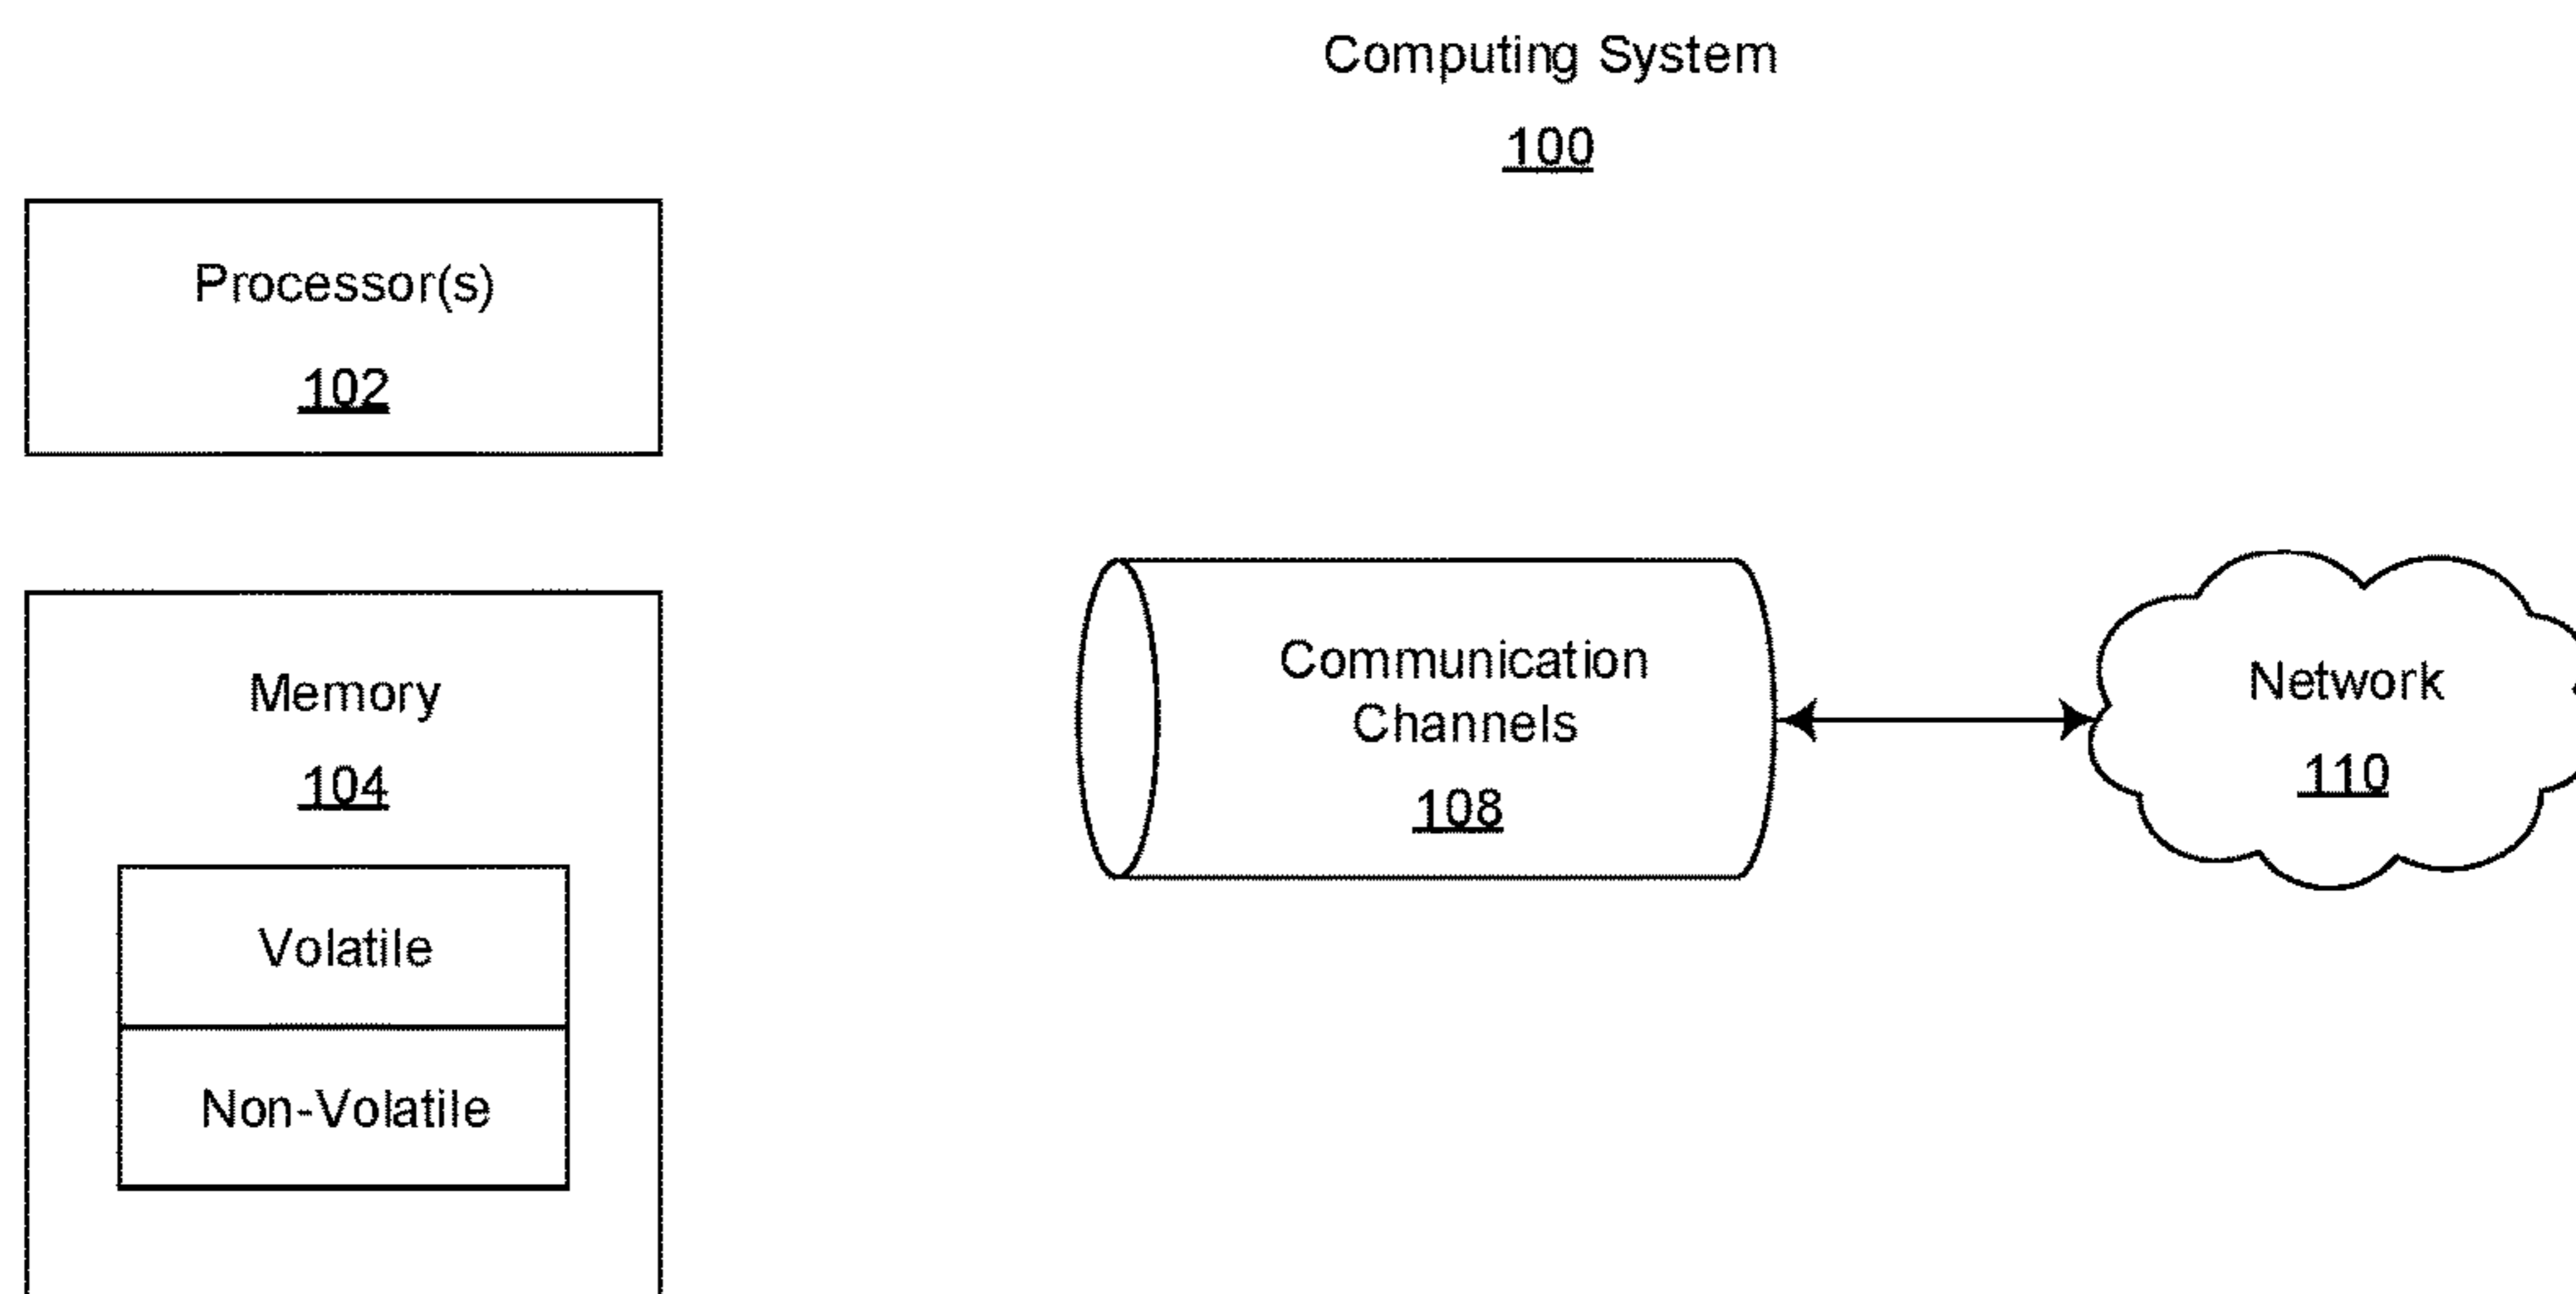 Computing System
100
Processor(s)
102
Memory
104
Volatile
Non-Volatile
Communication
Channels
108
Network
110